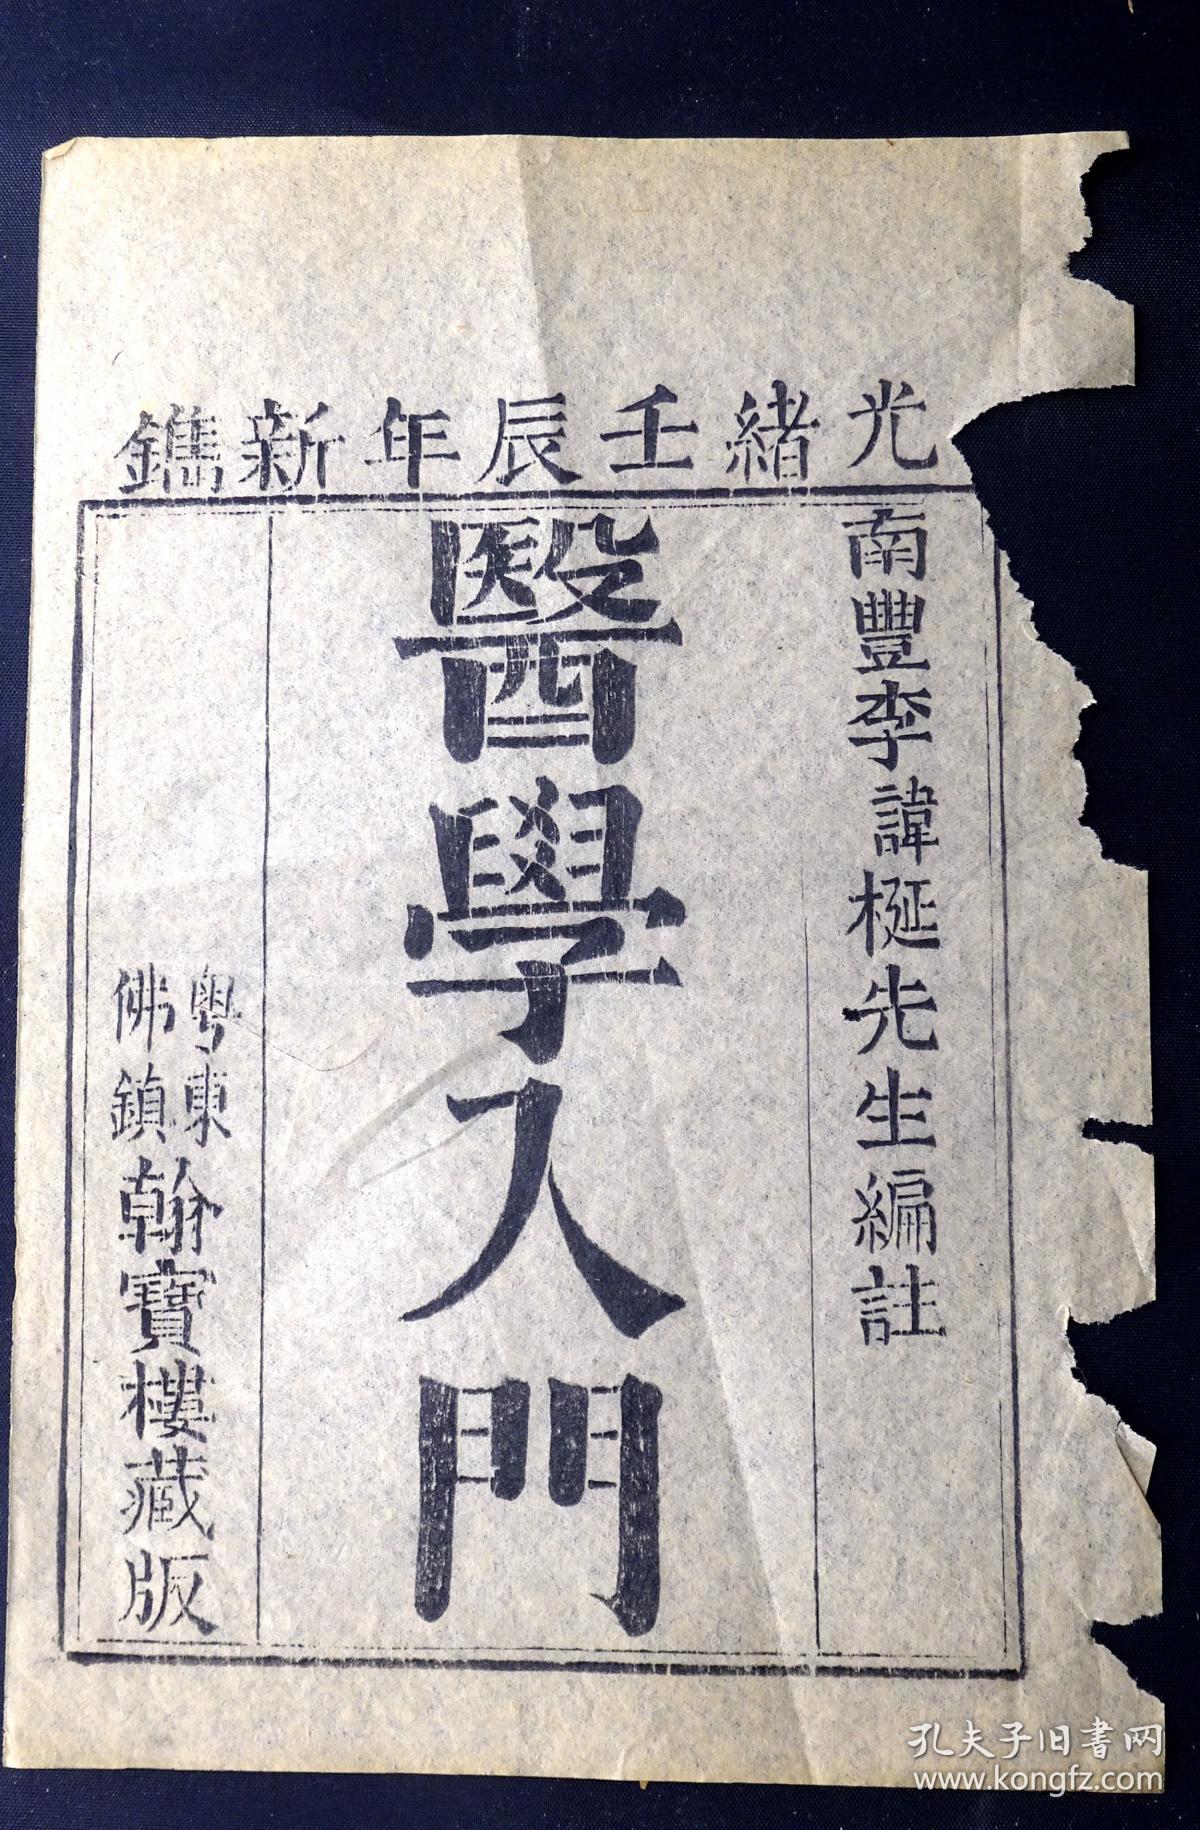 光緒壬辰年新鐫
南豐李諱梴先生編註
醫學入門
粵東
佛鎮
翰寶樓藏版
孔夫子旧书网
www.kongfz.com